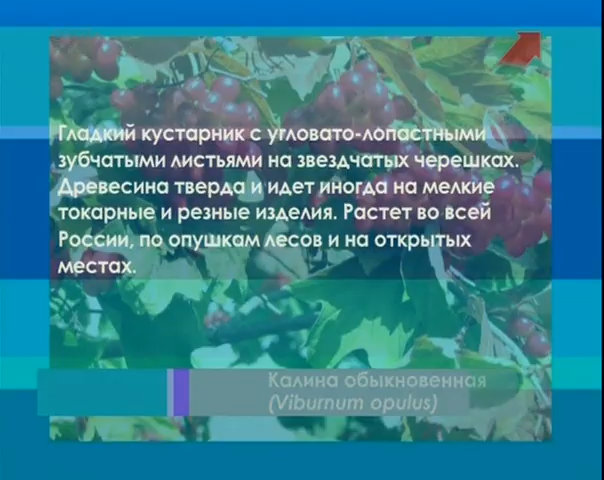 Гладкий кустарник с угловато-лопастными
зубчатыми листьями на звездчатых черешках.
Древесина тверда и идет иногда на мелкие
токарные и резные изделия. Растет во всей
России, по опушкам лесов и на открытых
местах.
Калина обыкновенная
(Viburnum opulus)